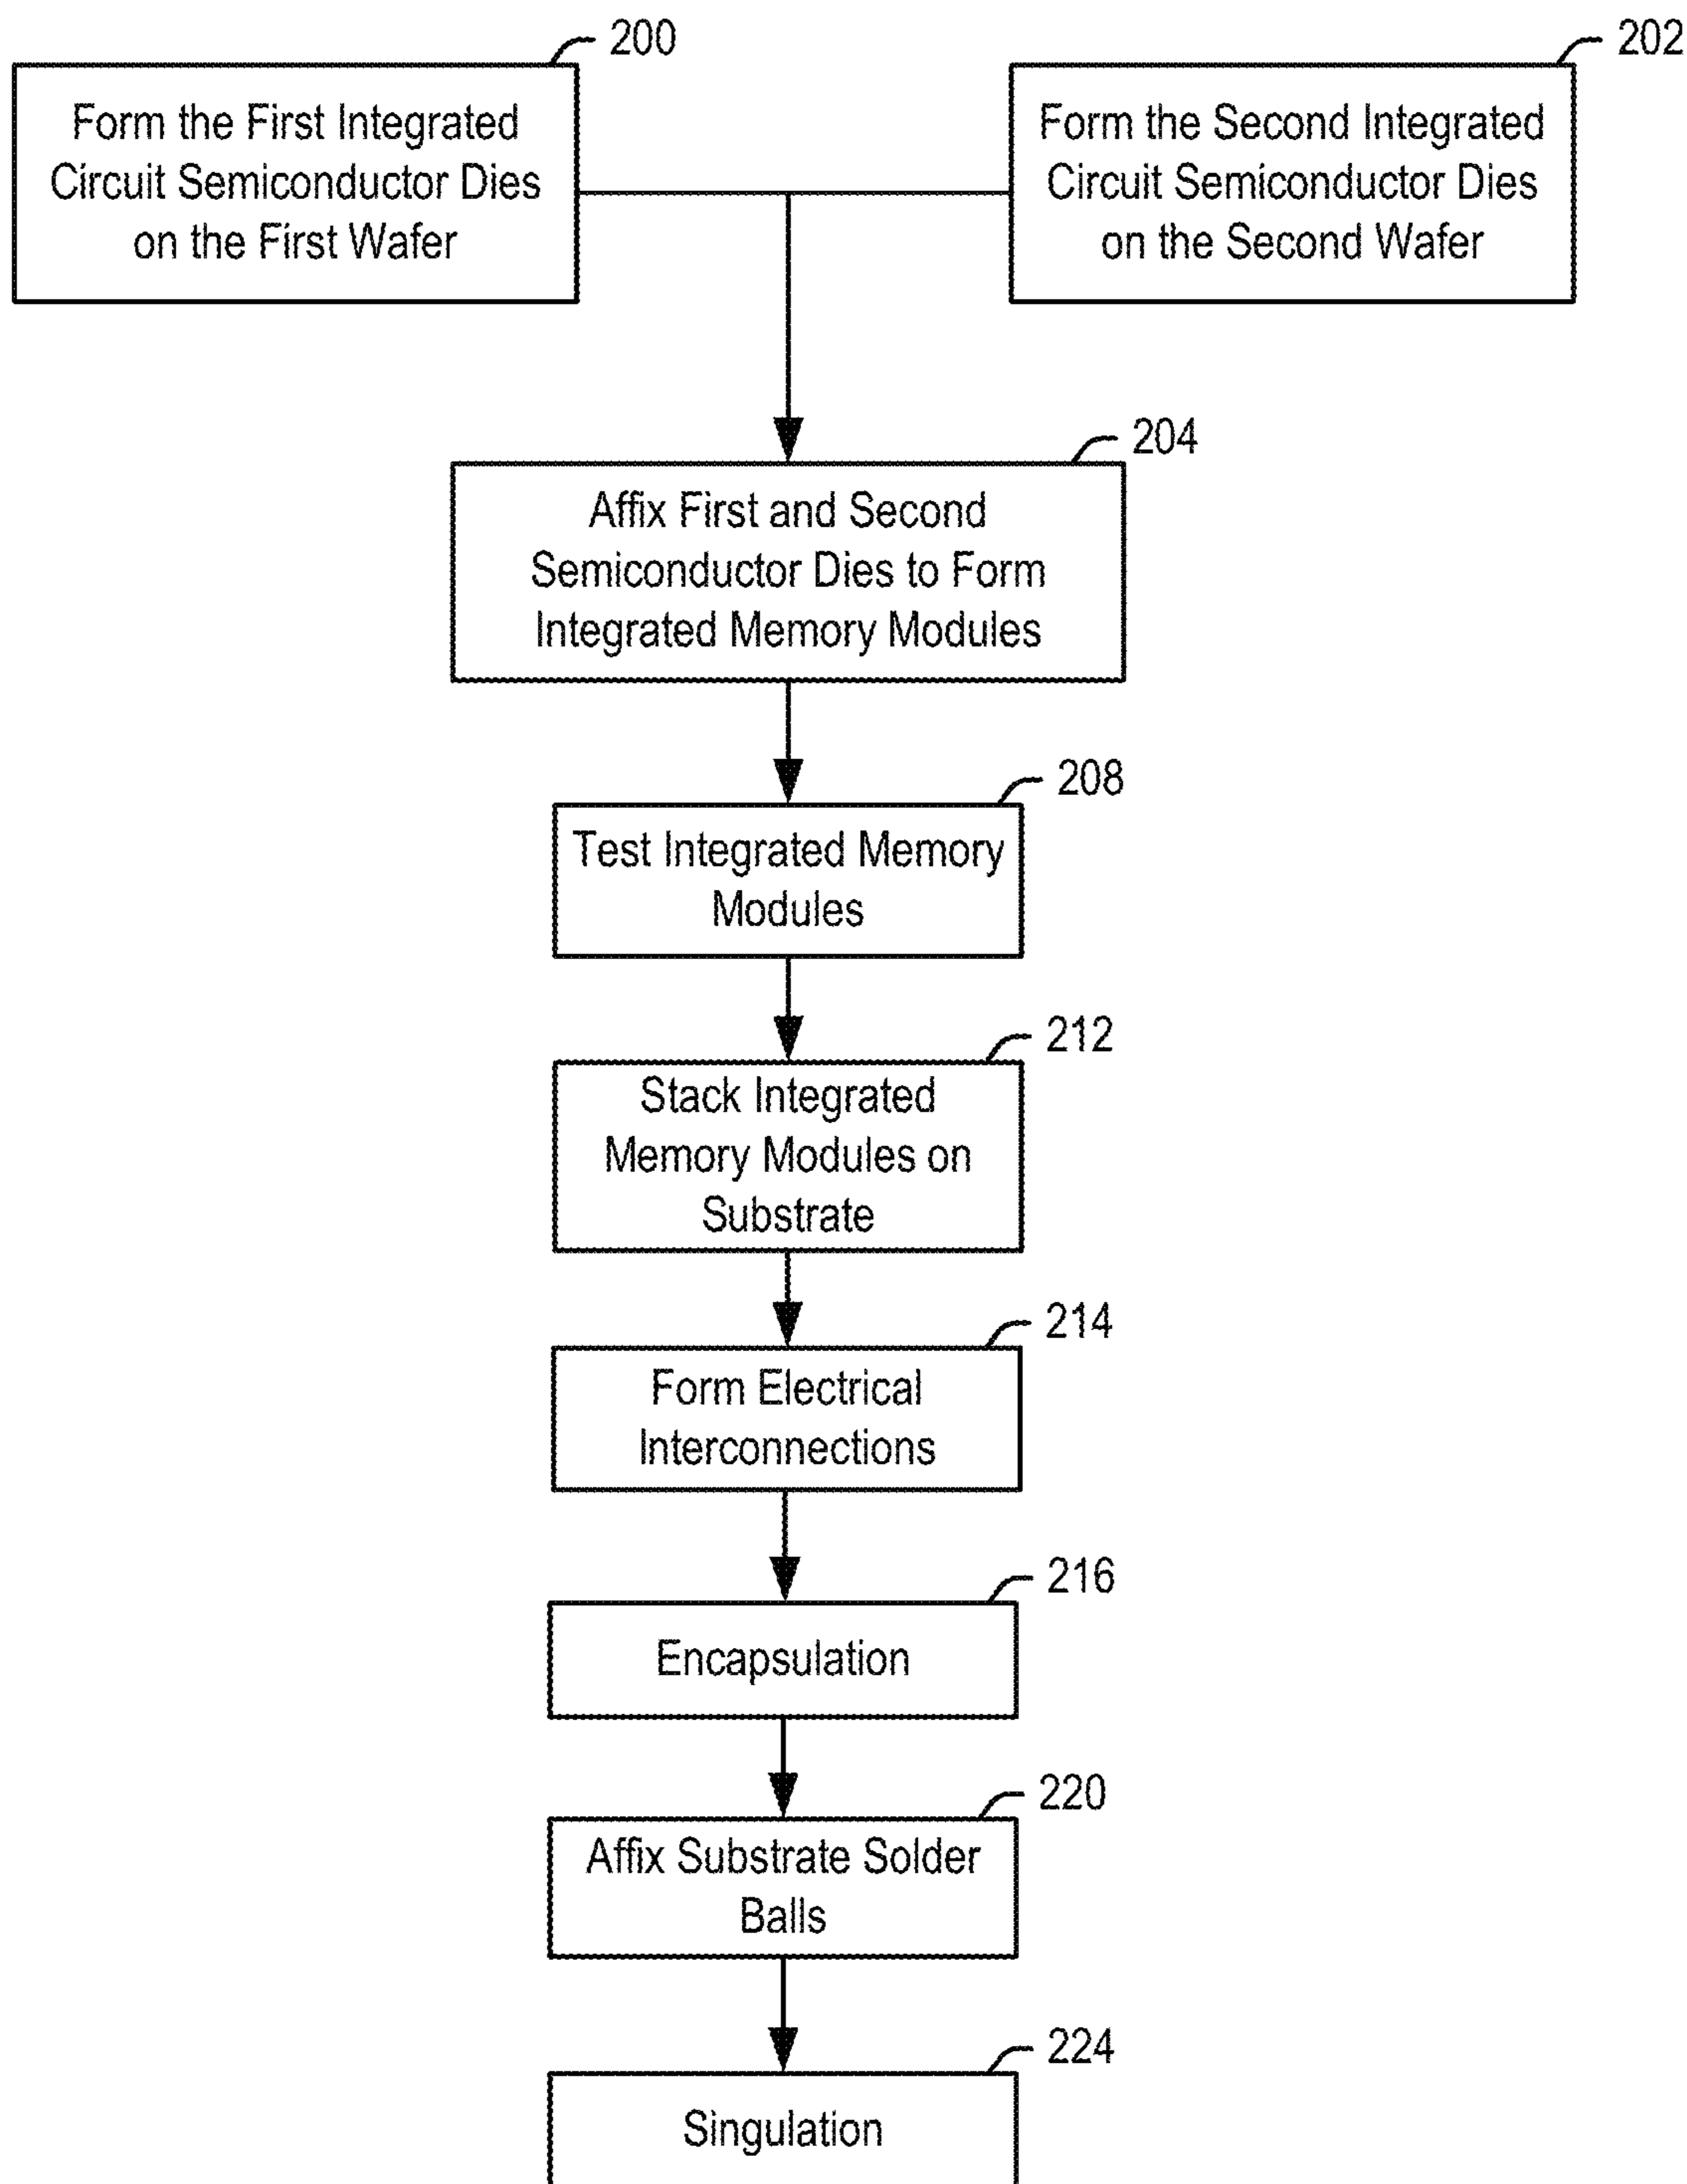 200
Form the First Integrated
Circuit Semiconductor Dies
on the First Wafer
202
Form the Second Integrated
Circuit Semiconductor Dies
on the Second Wafer
204
Affix First and Second
Semiconductor Dies to Form
Integrated Memory Modules
208
Test Integrated Memory
Modules
212
Stack Integrated
Memory Modules on
Substrate
214
Form Electrical
Interconnections
216
Encapsulation
220
Affix Substrate Solder
Balls
224
Singulation